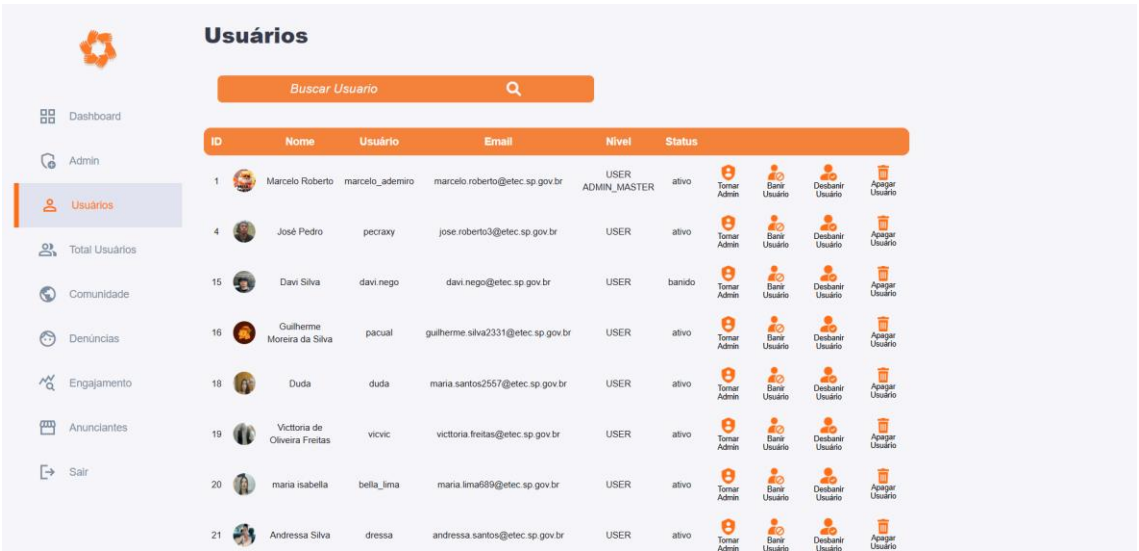 Usuários
Buscar Usuario
Dashboard
Admin
Usuários
Total Usuários
Comunidade
Denúncias
Engajamento
Anunciantes
Sair
ID Nome Usuário Email Nivel Status
1 Marcelo Roberto marcelo_ademiro marcelo.roberto@etec.sp.gov.br USER ADMIN_MASTER ativo Tornar Admin Banir Usuário Desbanir Usuário Apagar Usuário
4 José Pedro pecraxy jose.roberto3@etec.sp.gov.br USER ativo Tornar Admin Banir Usuário Desbanir Usuário Apagar Usuário
15 Davi Silva davi.nego davi.nego@etec.sp.gov.br USER banido Tornar Admin Banir Usuário Desbanir Usuário Apagar Usuário
16 Guilherme Moreira da Silva pacual guilherme.silva2331@etec.sp.gov.br USER ativo Tornar Admin Banir Usuário Desbanir Usuário Apagar Usuário
18 Duda duda maria.santos2557@etec.sp.gov.br USER ativo Tornar Admin Banir Usuário Desbanir Usuário Apagar Usuário
19 Victtoria de Oliveira Freitas vicvic victtoria.freitas@etec.sp.gov.br USER ativo Tornar Admin Banir Usuário Desbanir Usuário Apagar Usuário
20 maria isabella bella_lima maria.lima689@etec.sp.gov.br USER ativo Tornar Admin Banir Usuário Desbanir Usuário Apagar Usuário
21 Andressa Silva dressa andressa.santos@etec.sp.gov.br USER ativo Tornar Admin Banir Usuário Desbanir Usuário Apagar Usuário